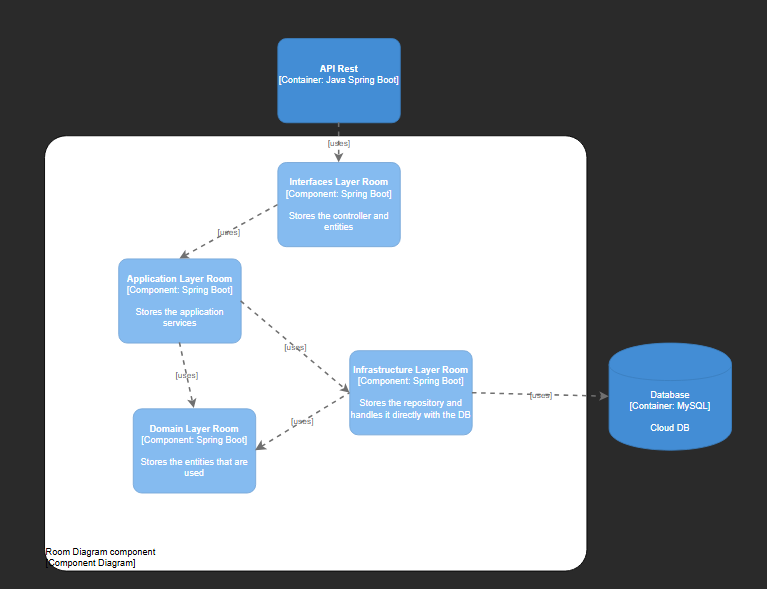 API Rest
[Container: Java Spring Boot]
[uses]
Interfaces Layer Room
[Component: Spring Boot]
Stores the controller and
entities
[uses]
Application Layer Room
[Component: Spring Boot]
Stores the application
services
[uses]
[uses]
Infrastructure Layer Room
[Component: Spring Boot]
Stores the repository and
handles it directly with the DB
[uses]
Database
[Container: MySQL]
Cloud DB
[uses]
Domain Layer Room
[Component: Spring Boot]
Stores the entities that are
used
Room Diagram component
[Component Diagram]